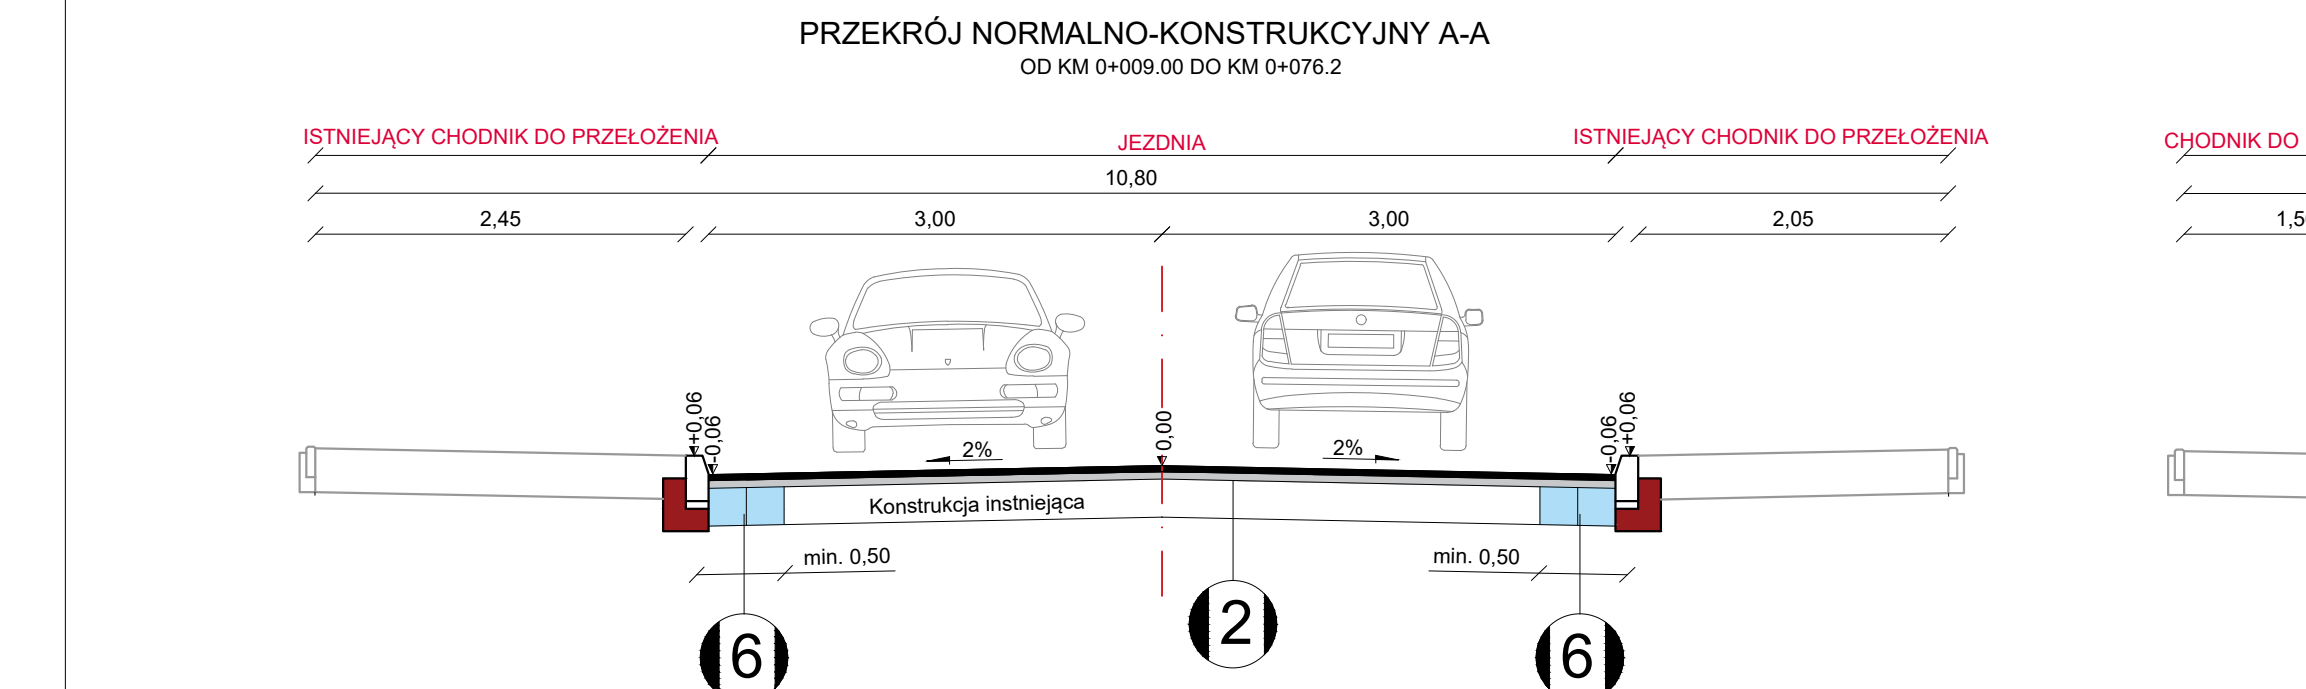 PRZEKRÓJ NORMALNO-KONSTRUKCYJNY A-A
OD KM 0+009.00 DO KM 0+076.2
ISTNIEJĄCY CHODNIK DO PRZEŁOŻENIA
JEZDNIA
ISTNIEJĄCY CHODNIK DO PRZEŁOŻENIA
CHODNIK DO
10,80
2,45
3,00
3,00
2,05
1,5
+0,06
-0,06
0,00
-0,06
+0,06
2%
2%
Konstrukcja instniejąca
min. 0,50
min. 0,50
6
2
6